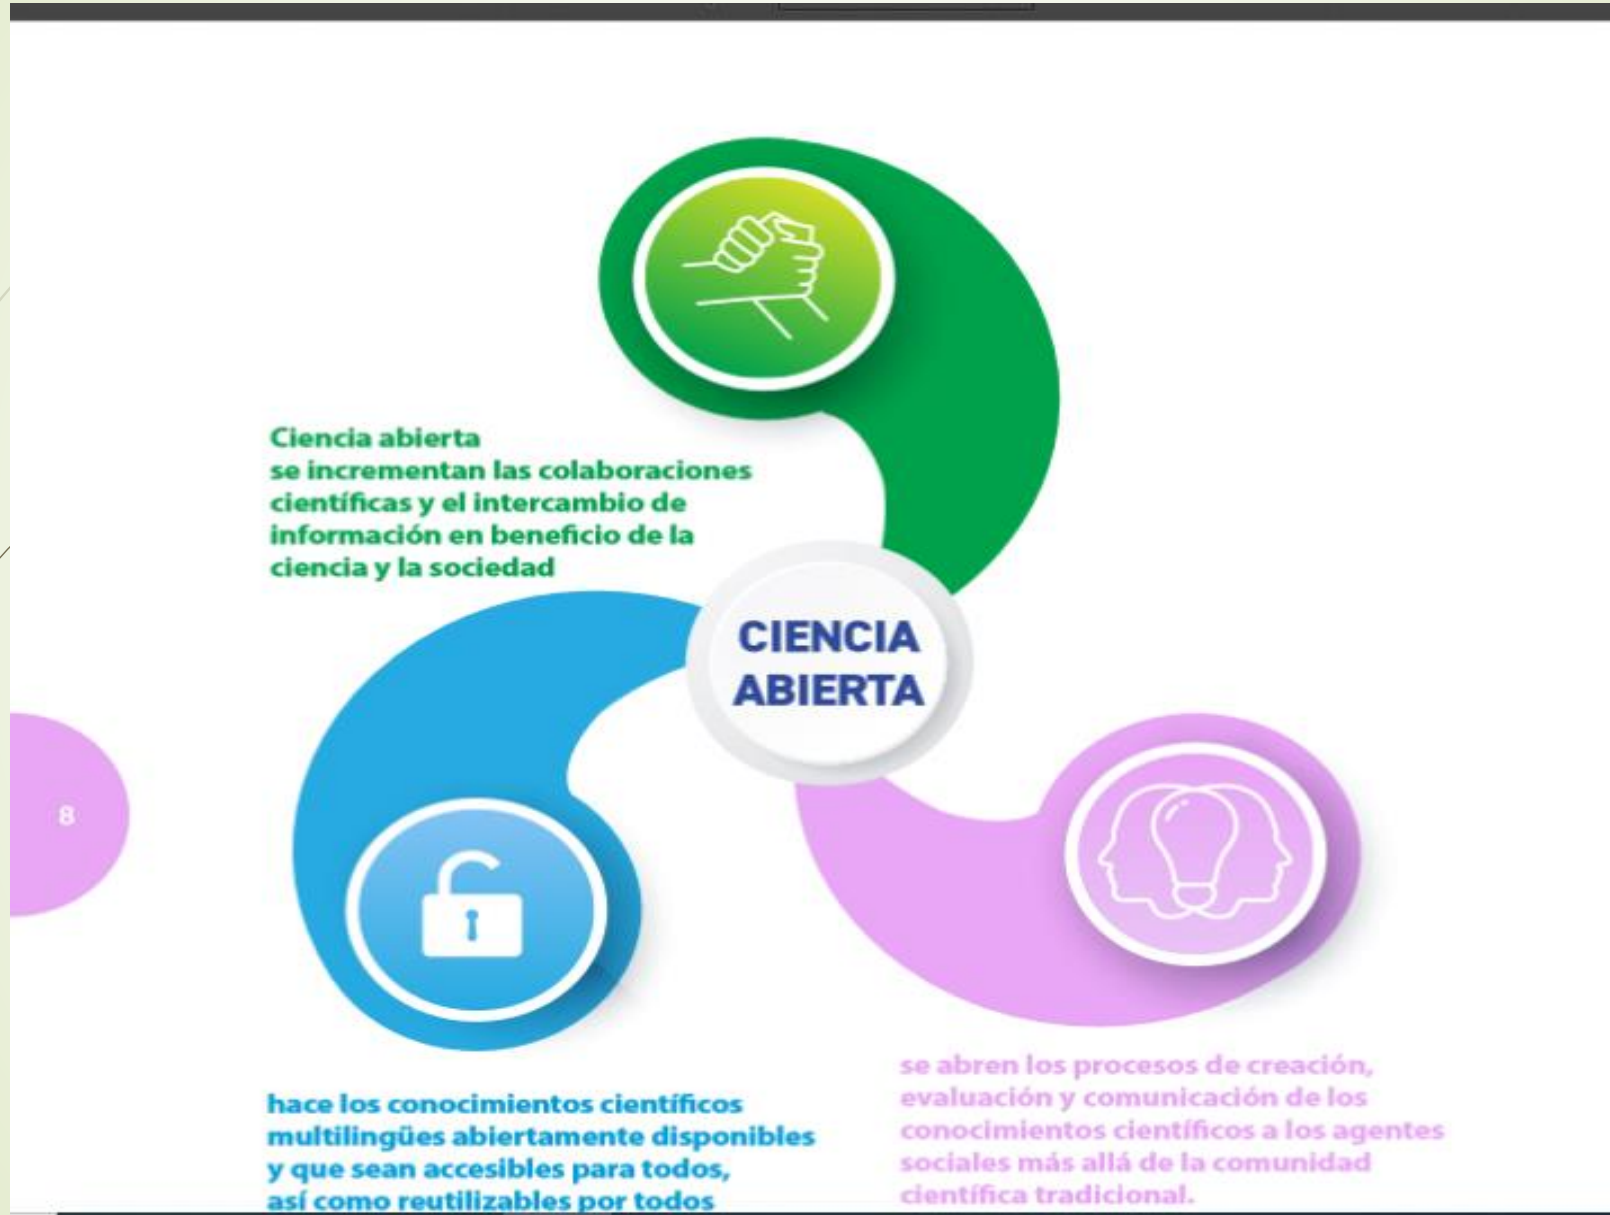 Ciencia abierta
se incrementan las colaboraciones
científicas y el intercambio de
información en beneficio de la
ciencia y la sociedad
CIENCIA
ABIERTA
8
hace los conocimientos científicos
multilingües abiertamente disponibles
y que sean accesibles para todos,
así como reutilizables por todos
se abren los procesos de creación,
evaluación y comunicación de los
conocimientos científicos a los agentes
sociales más allá de la comunidad
científica tradicional.